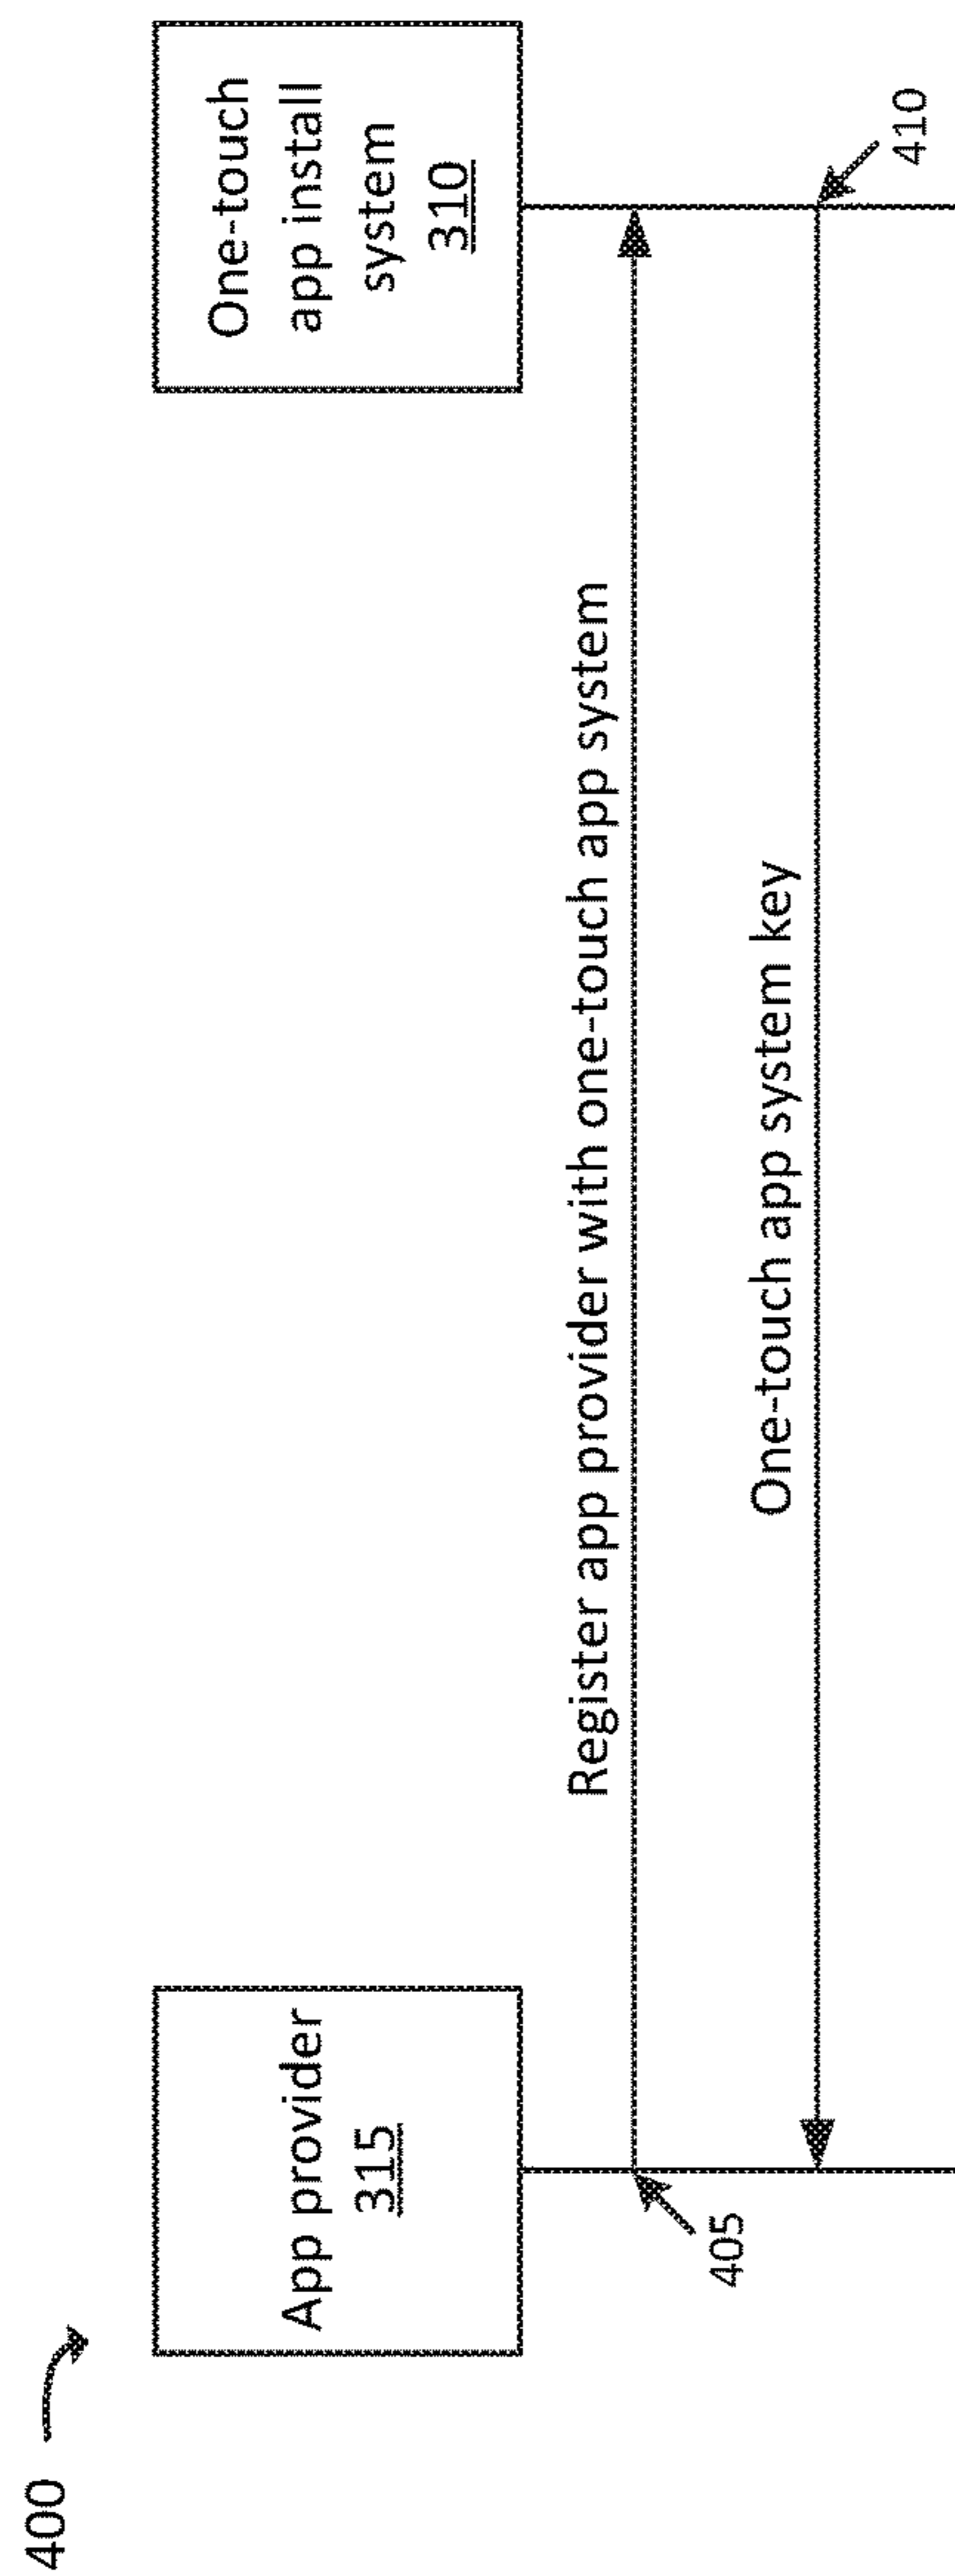 400
App provider
315
One-touch
app install
system
310
Register app provider with one-touch app system
405
One-touch app system key
410